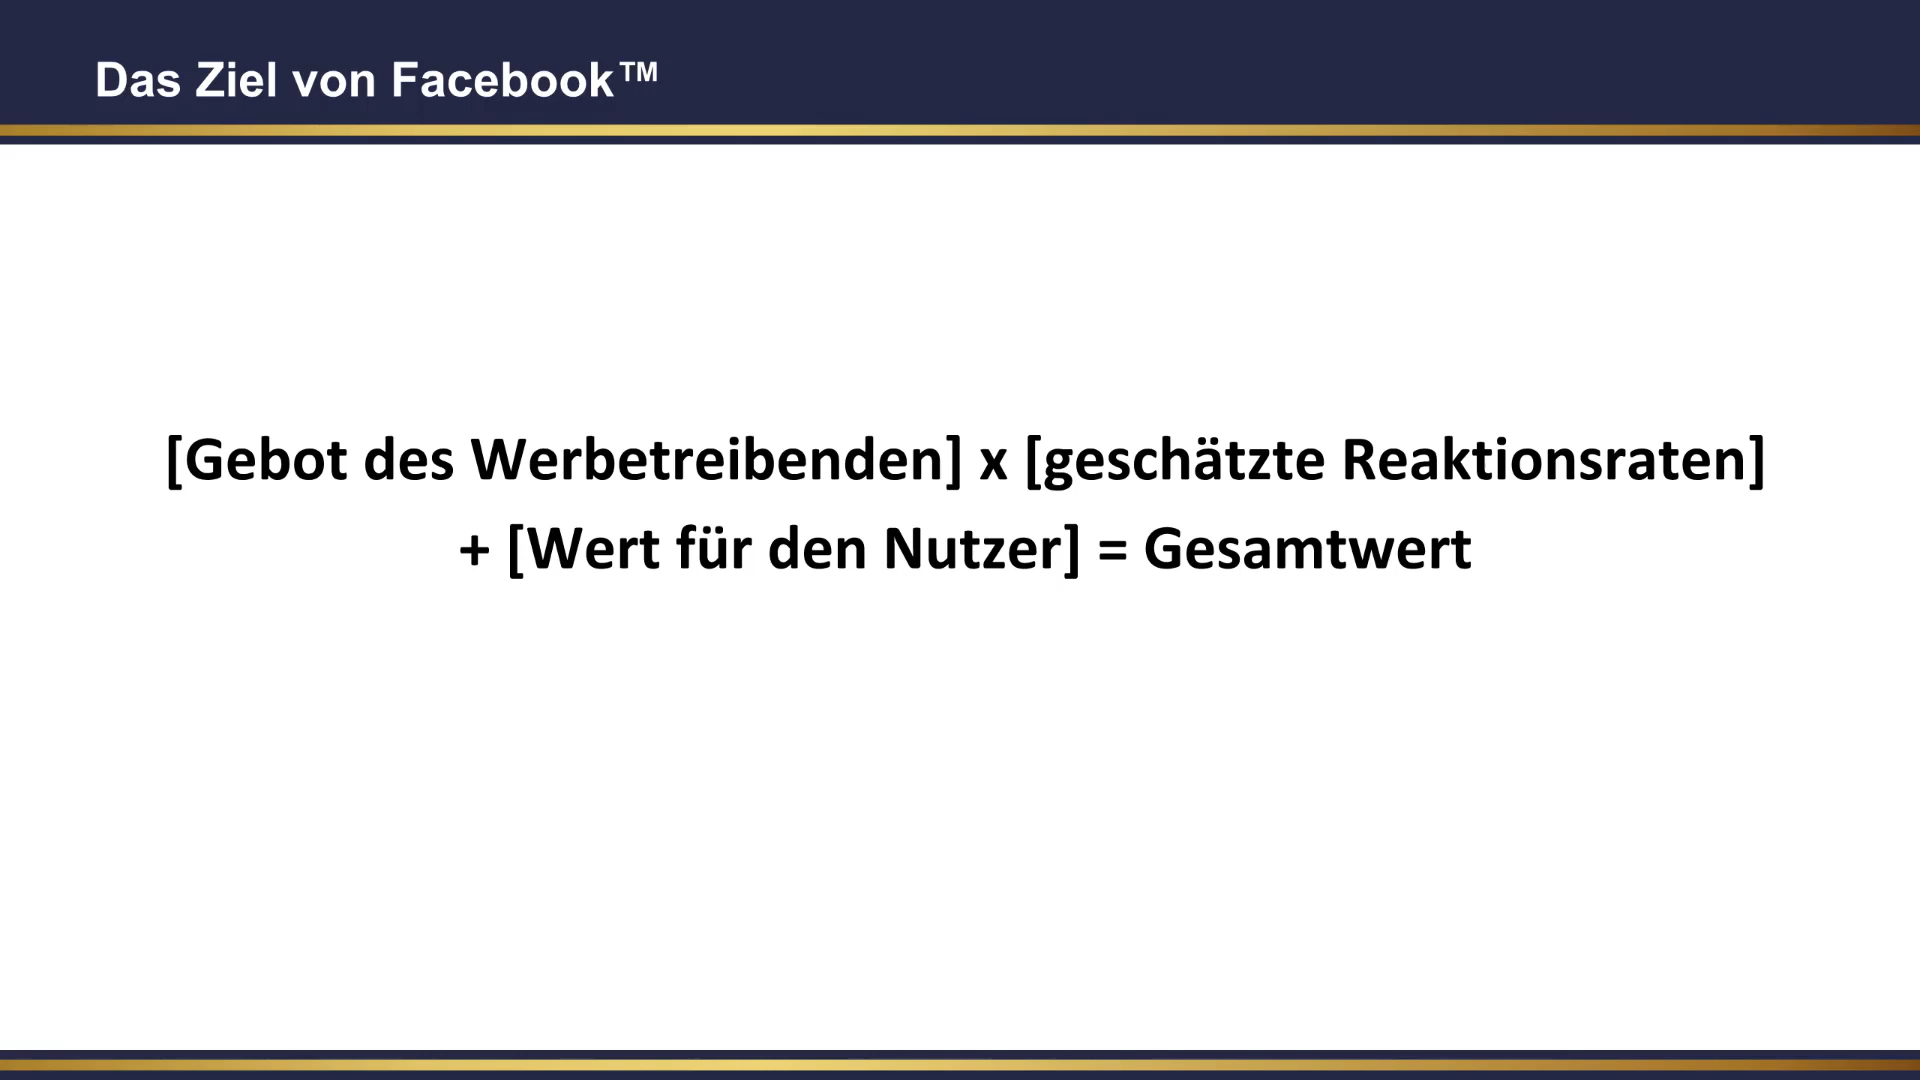 Das Ziel von Facebook™
[Gebot des Werbetreibenden] x [geschätzte Reaktionsraten]
+ [Wert für den Nutzer] = Gesamtwert